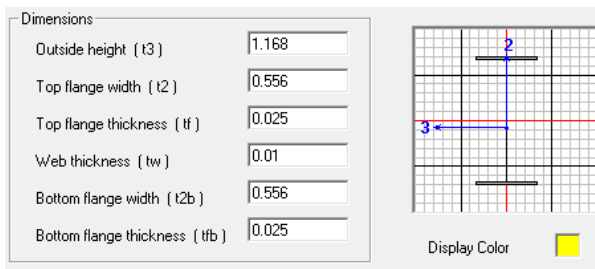 Dimensions
Outside height ( t3 ) 1.168
Top flange width ( t2 ) 0.556
Top flange thickness ( tf ) 0.025
Web thickness ( tw ) 0.01
Bottom flange width ( t2b ) 0.556
Bottom flange thickness ( tfb ) 0.025
2
3
Display Color